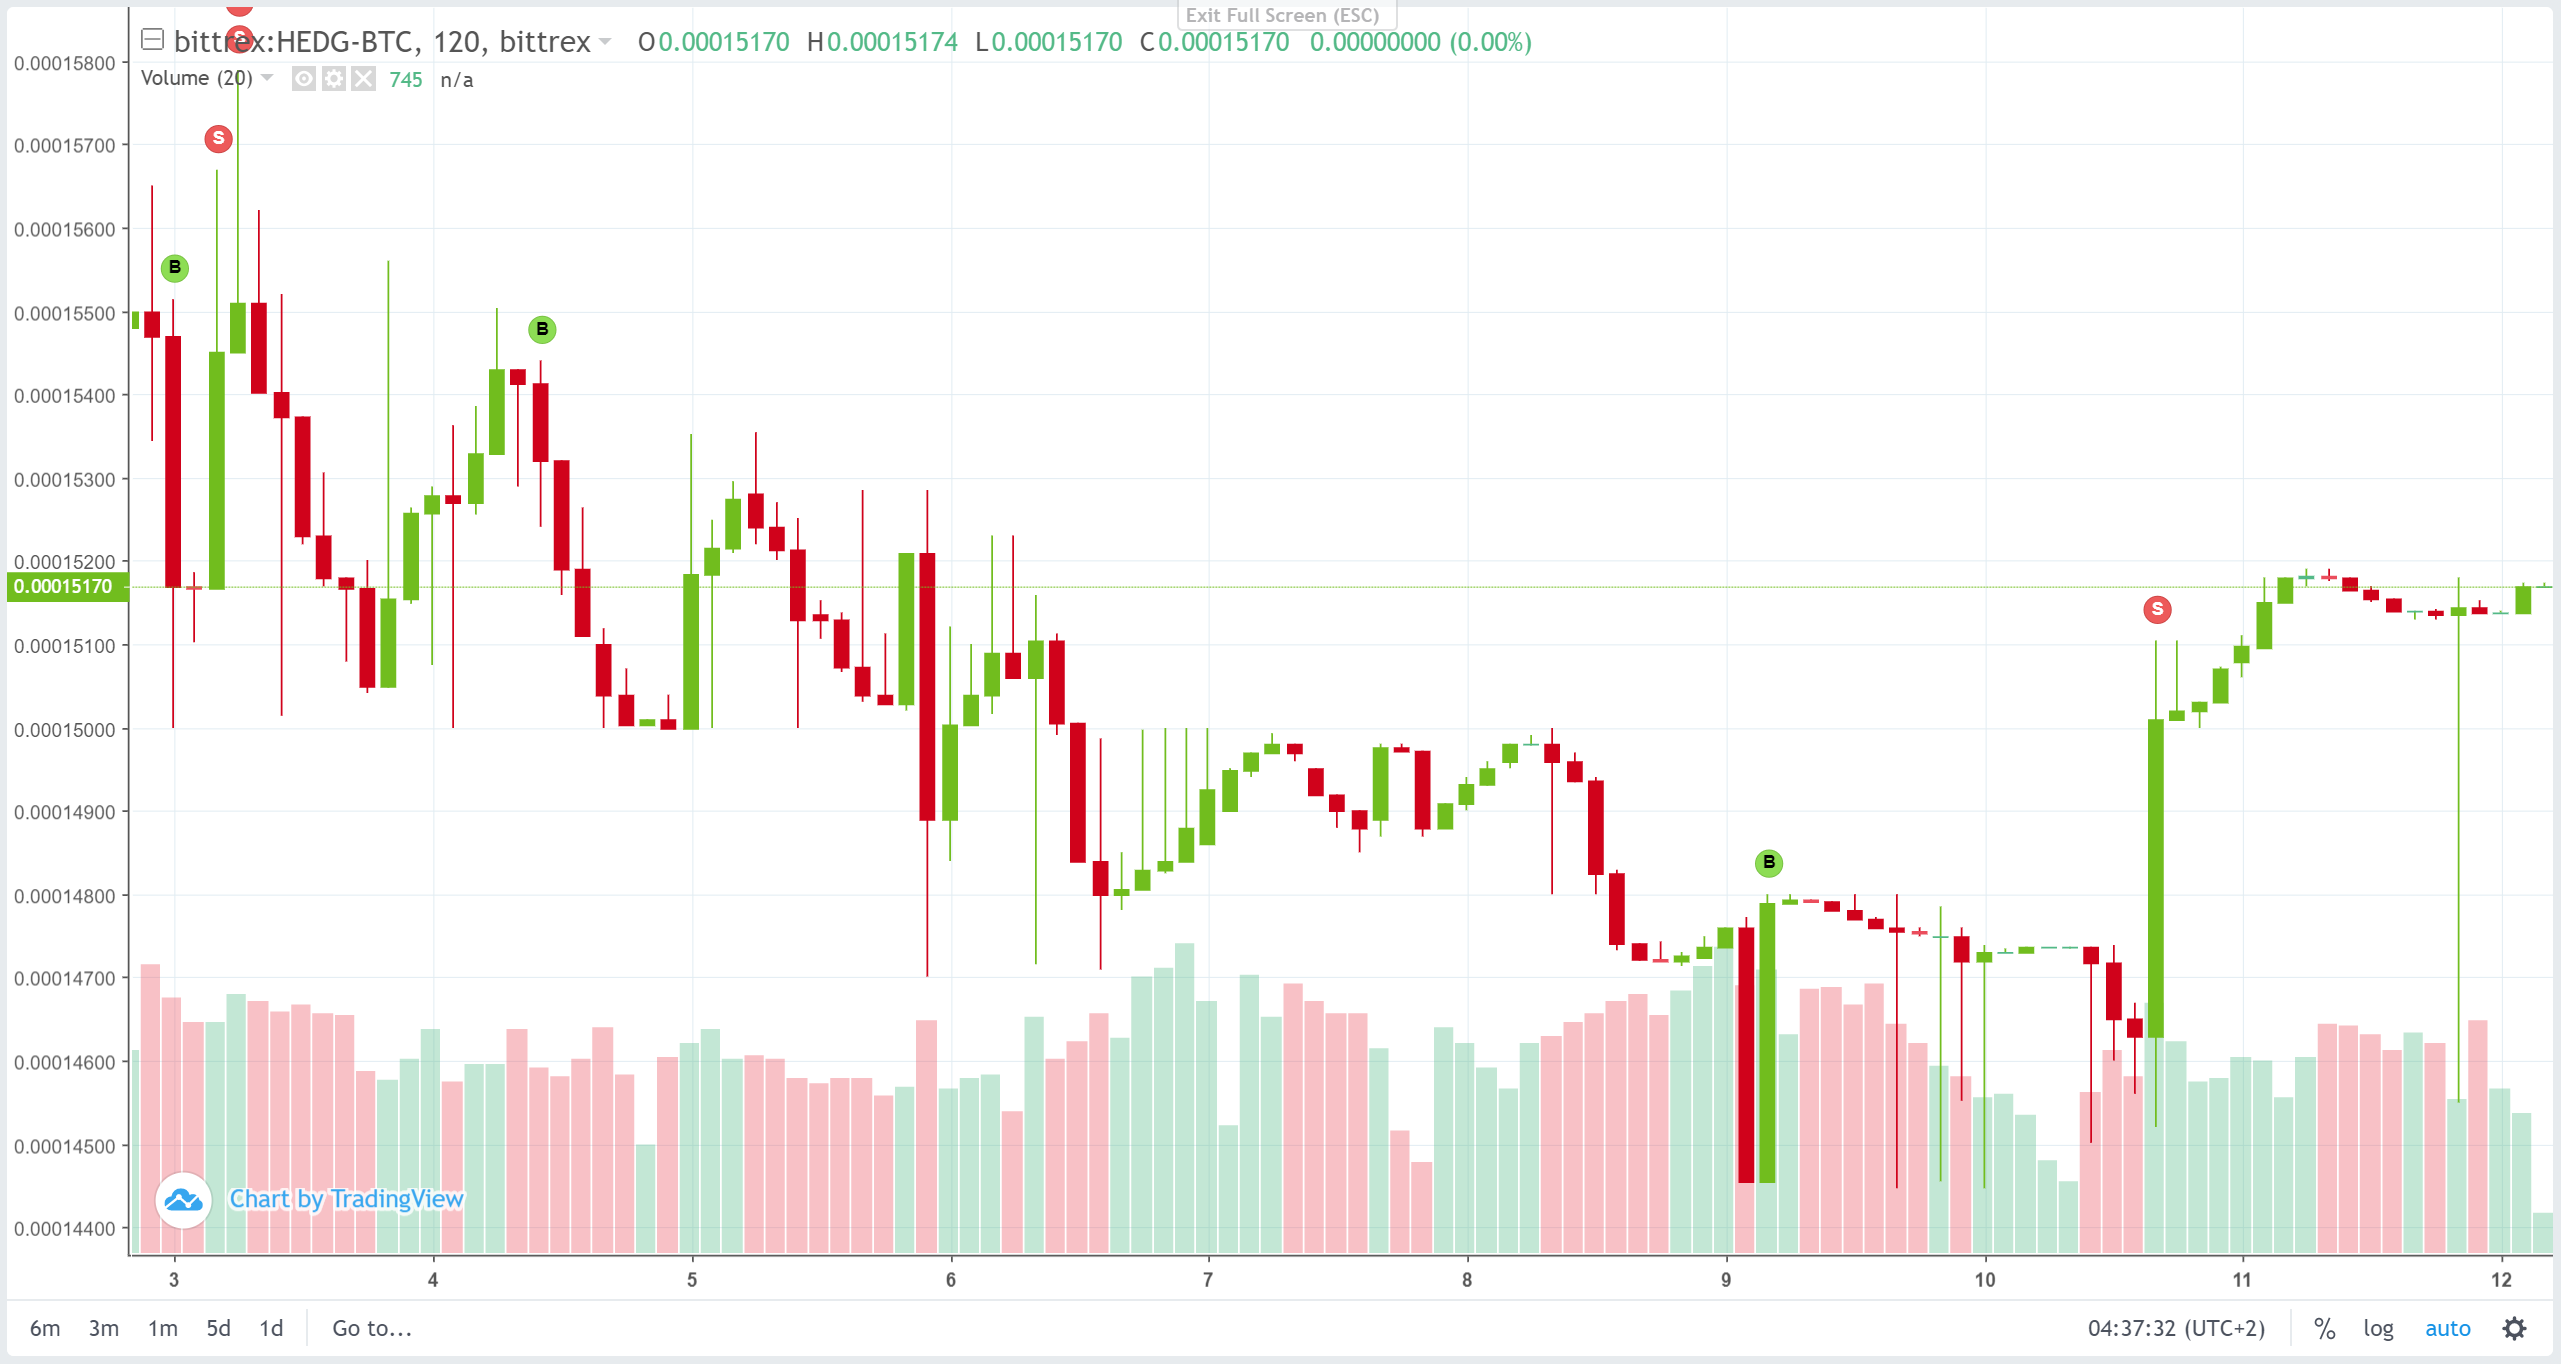 Exit Full Screen (ESC)
bittrex:HEDG-BTC, 120, bittrex O0.00015170 H0.00015174 L0.00015170 C0.00015170 0.00000000 (0.00%)
Volume (20) 745 n/a
S
S
B
B
B
S
0.00015800
0.00015700
0.00015600
0.00015500
0.00015400
0.00015300
0.00015200
0.00015170
0.00015100
0.00015000
0.00014900
0.00014800
0.00014700
0.00014600
0.00014500
0.00014400
Chart by TradingView
3 4 5 6 7 8 9 10 11 12
6m 3m 1m 5d 1d Go to... 04:37:32 (UTC+2) % log auto